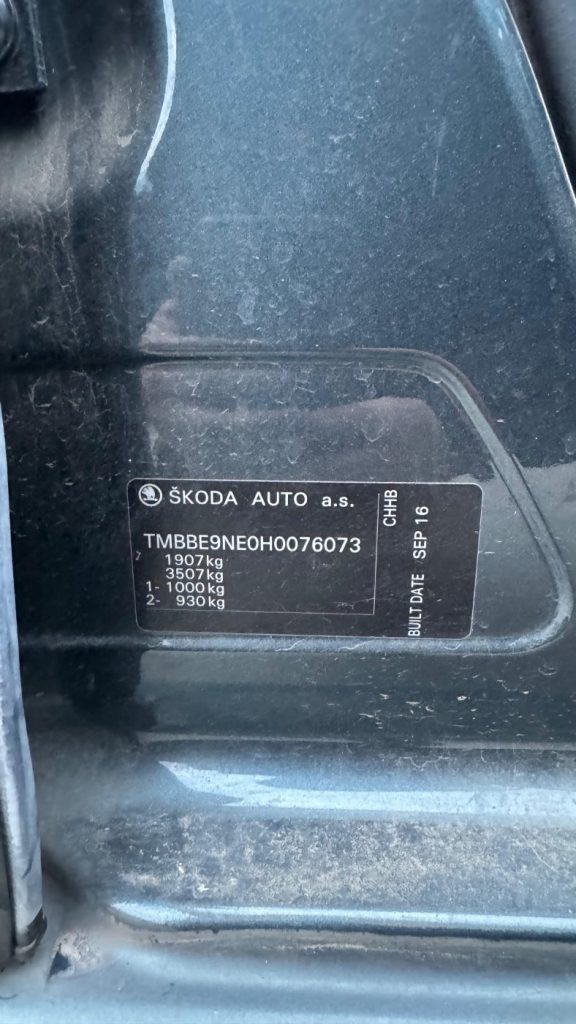 ŠKODA AUTO a.s.
TMBBE9NE0H0076073
1907kg
3507kg
1- 1000kg
2- 930kg
CHHB
BUILT DATE SEP 16